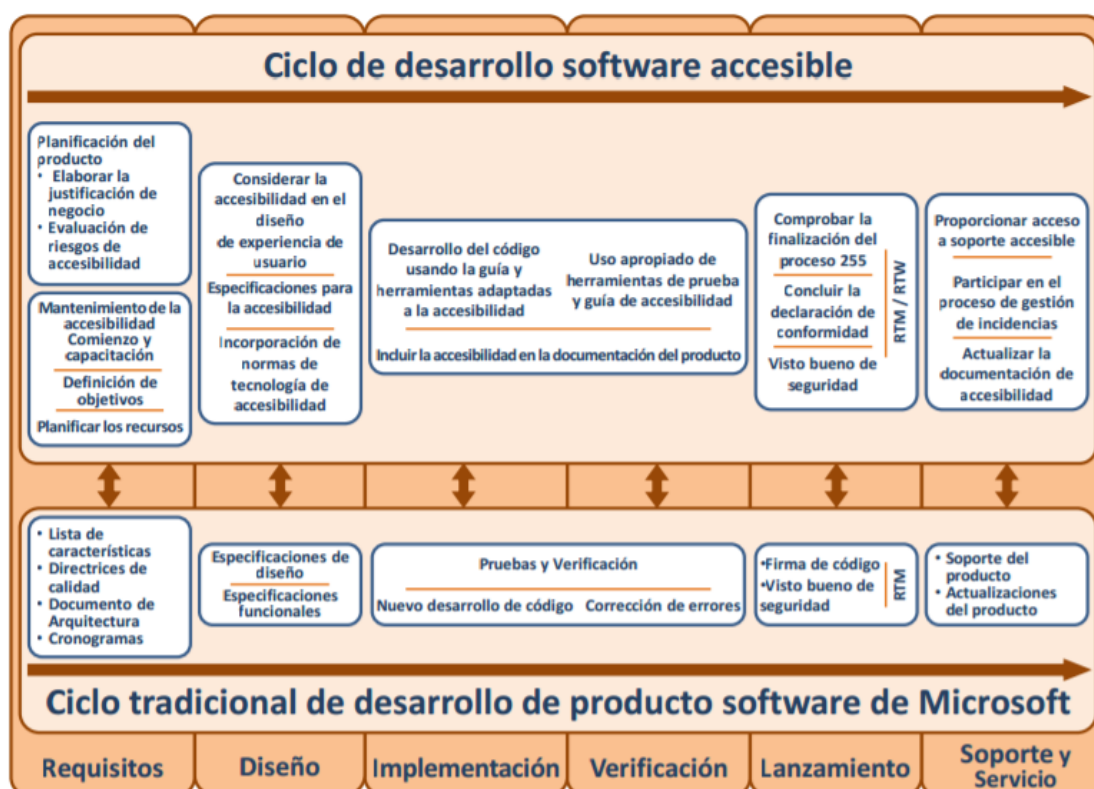 Ciclo de desarrollo software accesible
Planificación del
producto
• Elaborar la
justificación de
negocio
• Evaluación de
riesgos de
accesibilidad
Mantenimiento de la
accesibilidad
Comienzo y
capacitación
Definición de
objetivos
Planificar los recursos
Considerar la
accesibilidad en el
diseño
de experiencia de
usuario
Especificaciones para
la accesibilidad
Incorporación de
normas de
tecnología de
accesibilidad
Desarrollo del código
usando la guía y
herramientas adaptadas
a la accesibilidad
Uso apropiado de
herramientas de prueba
y guía de accesibilidad
Incluir la accesibilidad en la documentación del producto
Comprobar la
finalización del
proceso 255
Concluir la
declaración de
conformidad
Visto bueno de
seguridad
RTM / RTW
Proporcionar acceso
a soporte accesible
Participar en el
proceso de gestión
de incidencias
Actualizar la
documentación de
accesibilidad
• Lista de
características
• Directrices de
calidad
• Documento de
Arquitectura
• Cronogramas
Especificaciones de
diseño
Especificaciones
funcionales
Pruebas y Verificación
Nuevo desarrollo de código
Corrección de errores
•Firma de código
•Visto bueno de
seguridad
RTM
• Soporte del
producto
• Actualizaciones
del producto
Ciclo tradicional de desarrollo de producto software de Microsoft
Requisitos
Diseño
Implementación
Verificación
Lanzamiento
Soporte y
Servicio